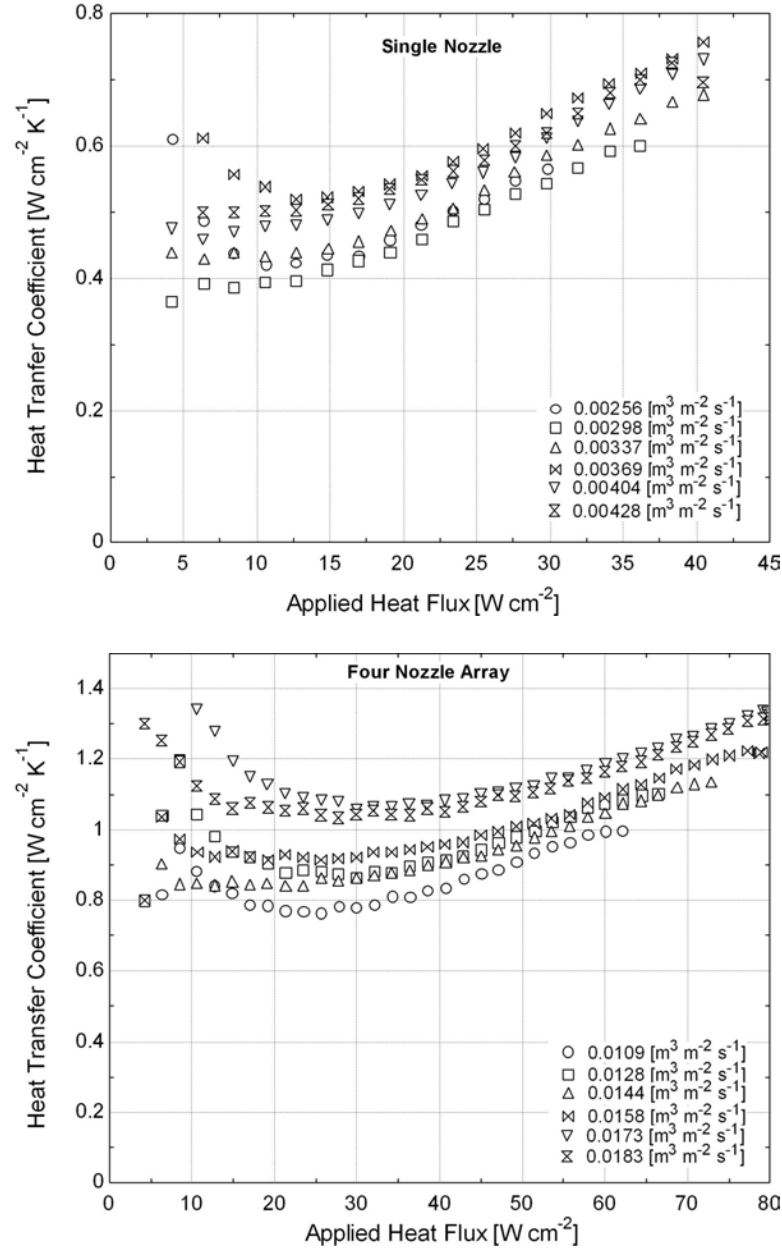 Single Nozzle
Heat Tranfer Coefficient [W cm⁻² K⁻¹]
0.8
0.6
0.4
0.2
0
0.00256 [m³ m⁻² s⁻¹]
0.00298 [m³ m⁻² s⁻¹]
0.00337 [m³ m⁻² s⁻¹]
0.00369 [m³ m⁻² s⁻¹]
0.00404 [m³ m⁻² s⁻¹]
0.00428 [m³ m⁻² s⁻¹]
0 5 10 15 20 25 30 35 40 45
Applied Heat Flux [W cm⁻²]
Four Nozzle Array
Heat Transfer Coefficient [W cm⁻² K⁻¹]
1.4
1.2
1
0.8
0.6
0.4
0.2
0
0.0109 [m³ m⁻² s⁻¹]
0.0128 [m³ m⁻² s⁻¹]
0.0144 [m³ m⁻² s⁻¹]
0.0158 [m³ m⁻² s⁻¹]
0.0173 [m³ m⁻² s⁻¹]
0.0183 [m³ m⁻² s⁻¹]
0 10 20 30 40 50 60 70 80
Applied Heat Flux [W cm⁻²]